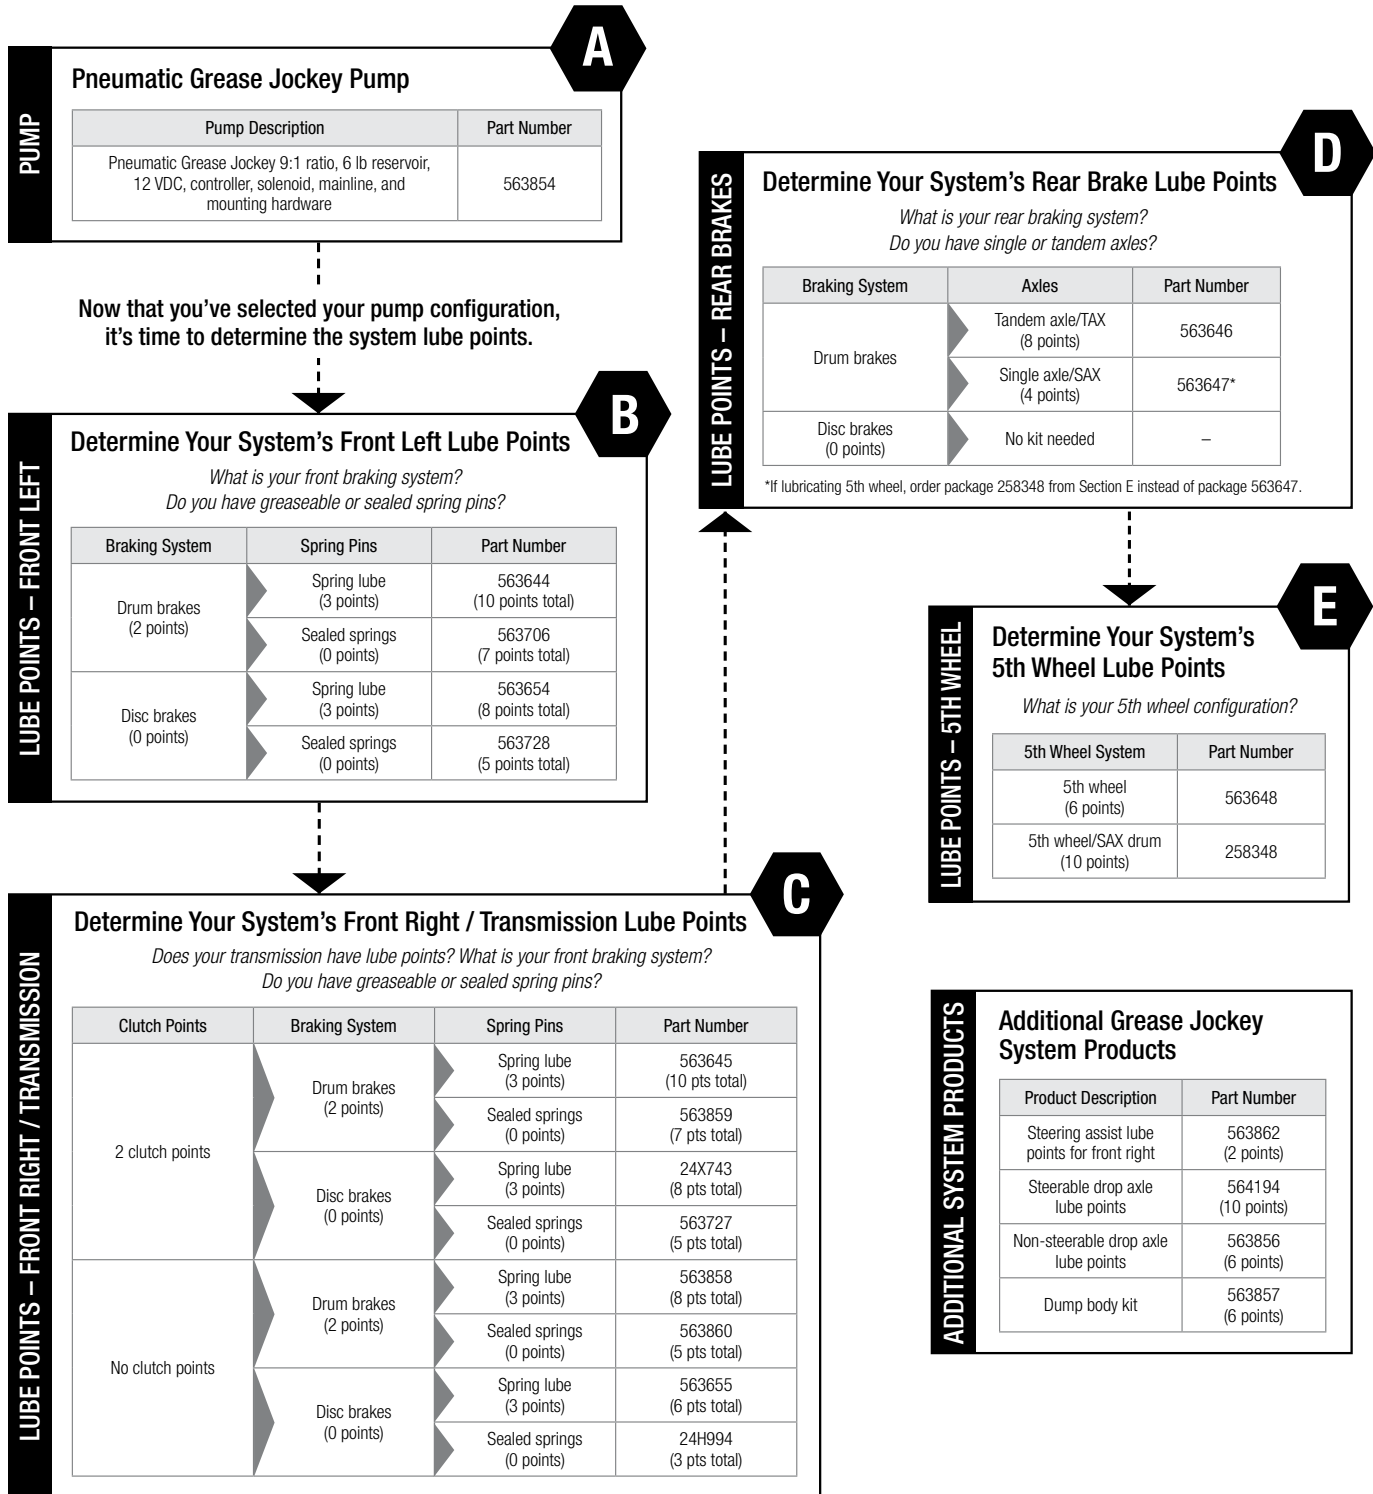 A
PUMP
Pneumatic Grease Jockey Pump
Pump Description Part Number
Pneumatic Grease Jockey 9:1 ratio, 6 lb reservoir,
12 VDC, controller, solenoid, mainline, and
mounting hardware
563854
Now that you've selected your pump configuration,
it's time to determine the system lube points.
B
LUBE POINTS – FRONT LEFT
Determine Your System's Front Left Lube Points
What is your front braking system?
Do you have greaseable or sealed spring pins?
Braking System Spring Pins Part Number
Drum brakes
(2 points)
Spring lube
(3 points)
563644
(10 points total)
Sealed springs
(0 points)
563706
(7 points total)
Disc brakes
(0 points)
Spring lube
(3 points)
563654
(8 points total)
Sealed springs
(0 points)
563728
(5 points total)
C
LUBE POINTS – FRONT RIGHT / TRANSMISSION
Determine Your System's Front Right / Transmission Lube Points
Does your transmission have lube points? What is your front braking system?
Do you have greaseable or sealed spring pins?
Clutch Points Braking System Spring Pins Part Number
2 clutch points
Drum brakes
(2 points)
Spring lube
(3 points)
563645
(10 pts total)
Sealed springs
(0 points)
563859
(7 pts total)
Disc brakes
(0 points)
Spring lube
(3 points)
24X743
(8 pts total)
Sealed springs
(0 points)
563727
(5 pts total)
No clutch points
Drum brakes
(2 points)
Spring lube
(3 points)
563858
(8 pts total)
Sealed springs
(0 points)
563860
(5 pts total)
Disc brakes
(0 points)
Spring lube
(3 points)
563655
(6 pts total)
Sealed springs
(0 points)
24H994
(3 pts total)
D
LUBE POINTS – REAR BRAKES
Determine Your System's Rear Brake Lube Points
What is your rear braking system?
Do you have single or tandem axles?
Braking System Axles Part Number
Drum brakes
Tandem axle/TAX
(8 points)
563646
Single axle/SAX
(4 points)
563647*
Disc brakes
(0 points)
No kit needed
–
*If lubricating 5th wheel, order package 258348 from Section E instead of package 563647.
E
LUBE POINTS – 5TH WHEEL
Determine Your System's
5th Wheel Lube Points
What is your 5th wheel configuration?
5th Wheel System Part Number
5th wheel
(6 points)
563648
5th wheel/SAX drum
(10 points)
258348
ADDITIONAL SYSTEM PRODUCTS
Additional Grease Jockey
System Products
Product Description Part Number
Steering assist lube
points for front right
563862
(2 points)
Steerable drop axle
lube points
564194
(10 points)
Non-steerable drop axle
lube points
563856
(6 points)
Dump body kit
563857
(6 points)